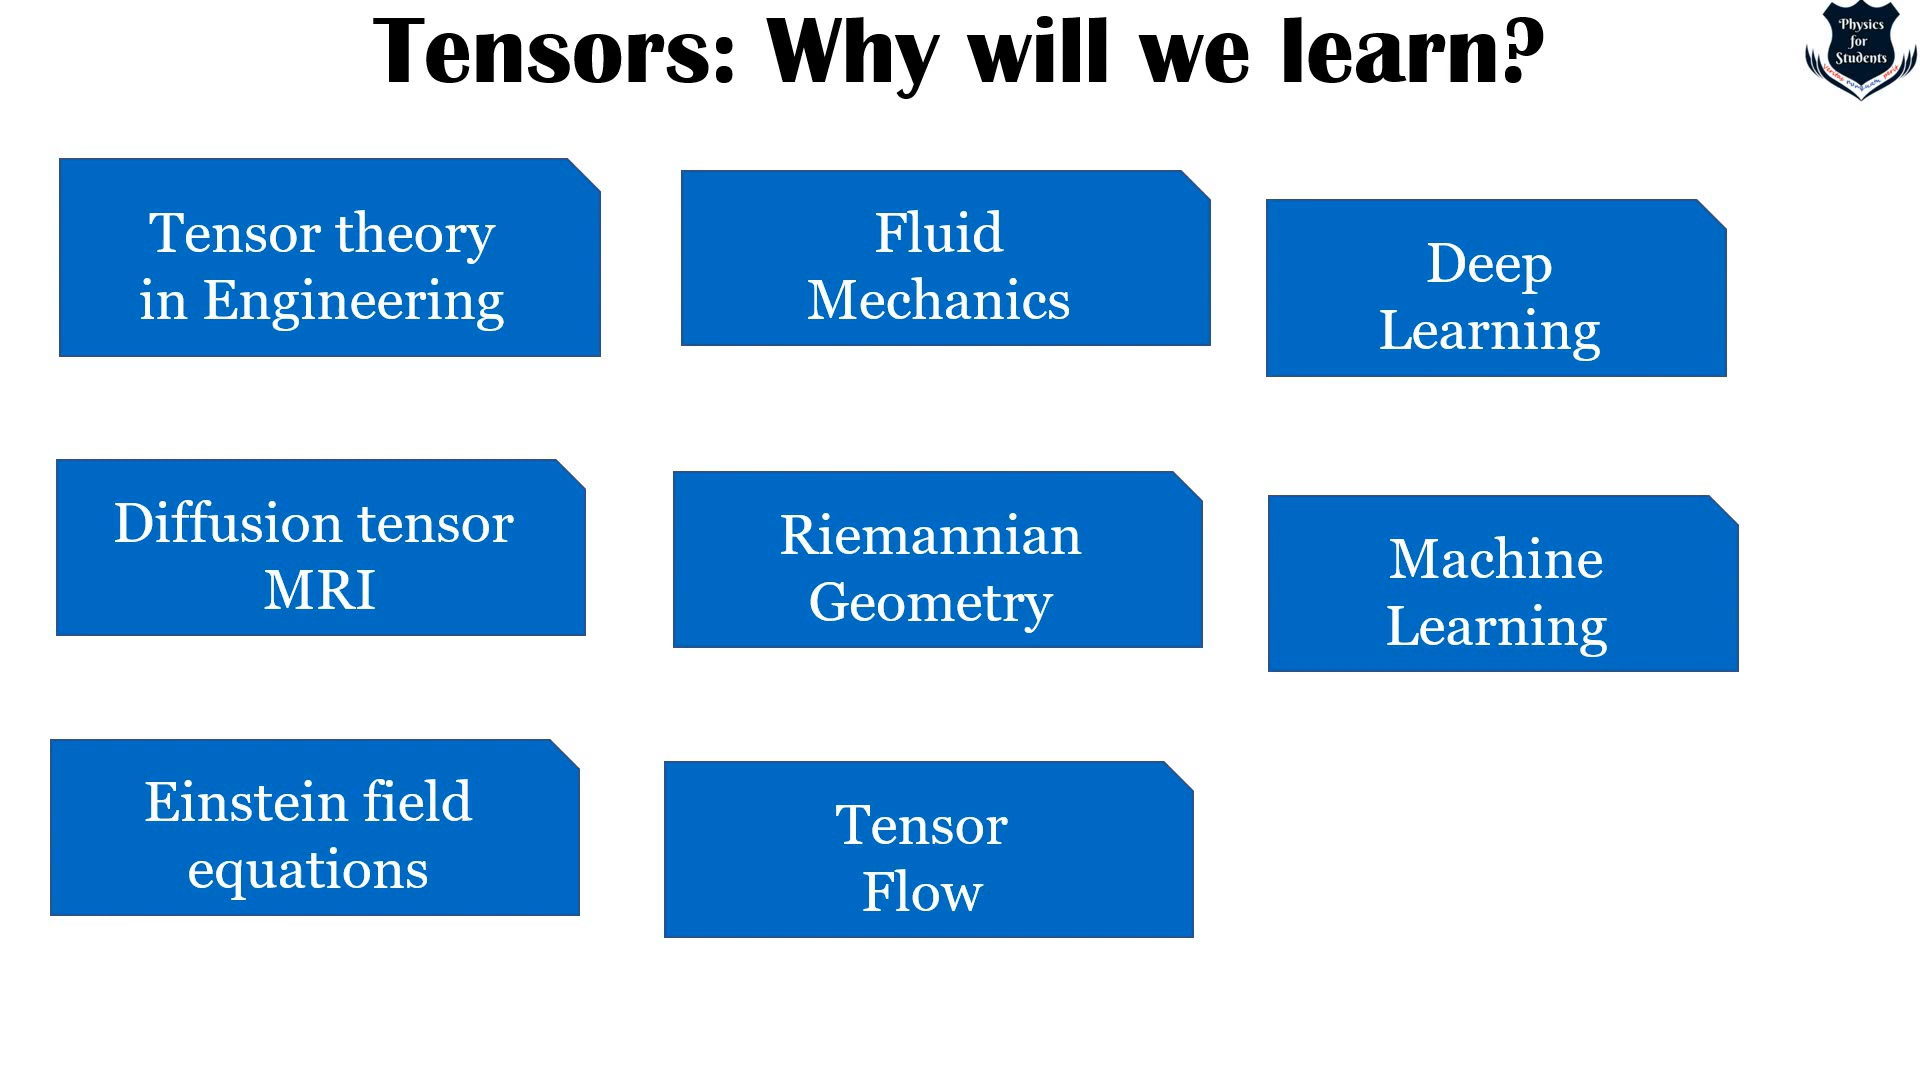 Tensors: Why will we learn?
Physics
for
Students
Tensor theory
in Engineering
Fluid
Mechanics
Deep
Learning
Diffusion tensor
MRI
Riemannian
Geometry
Machine
Learning
Einstein field
equations
Tensor
Flow